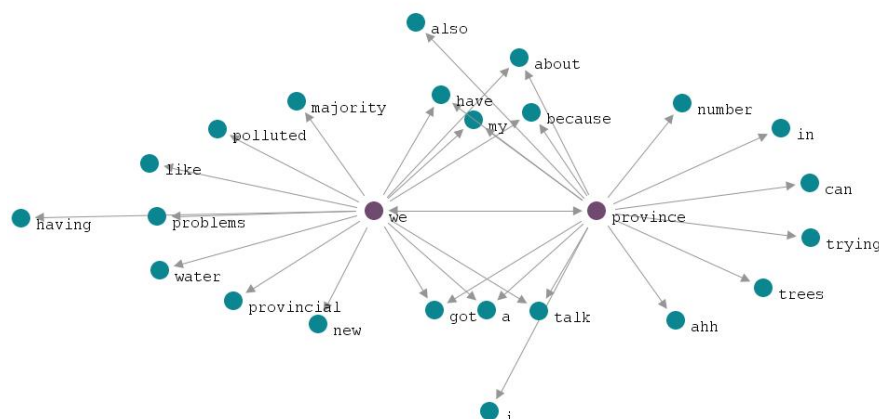 also
about
have
number
majority
my
because
in
polluted
like
can
having
problems
we
province
trying
water
trees
provincial
got
a
talk
ahh
new
i